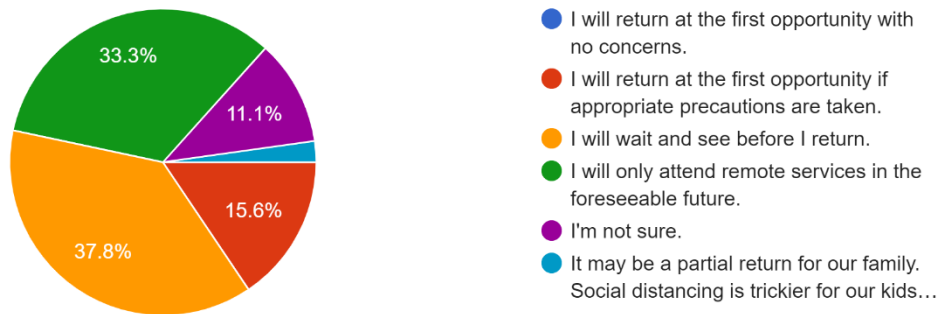 33.3%
11.1%
15.6%
37.8%
I will return at the first opportunity with
no concerns.
I will return at the first opportunity if
appropriate precautions are taken.
I will wait and see before I return.
I will only attend remote services in the
foreseeable future.
I'm not sure.
It may be a partial return for our family.
Social distancing is trickier for our kids…